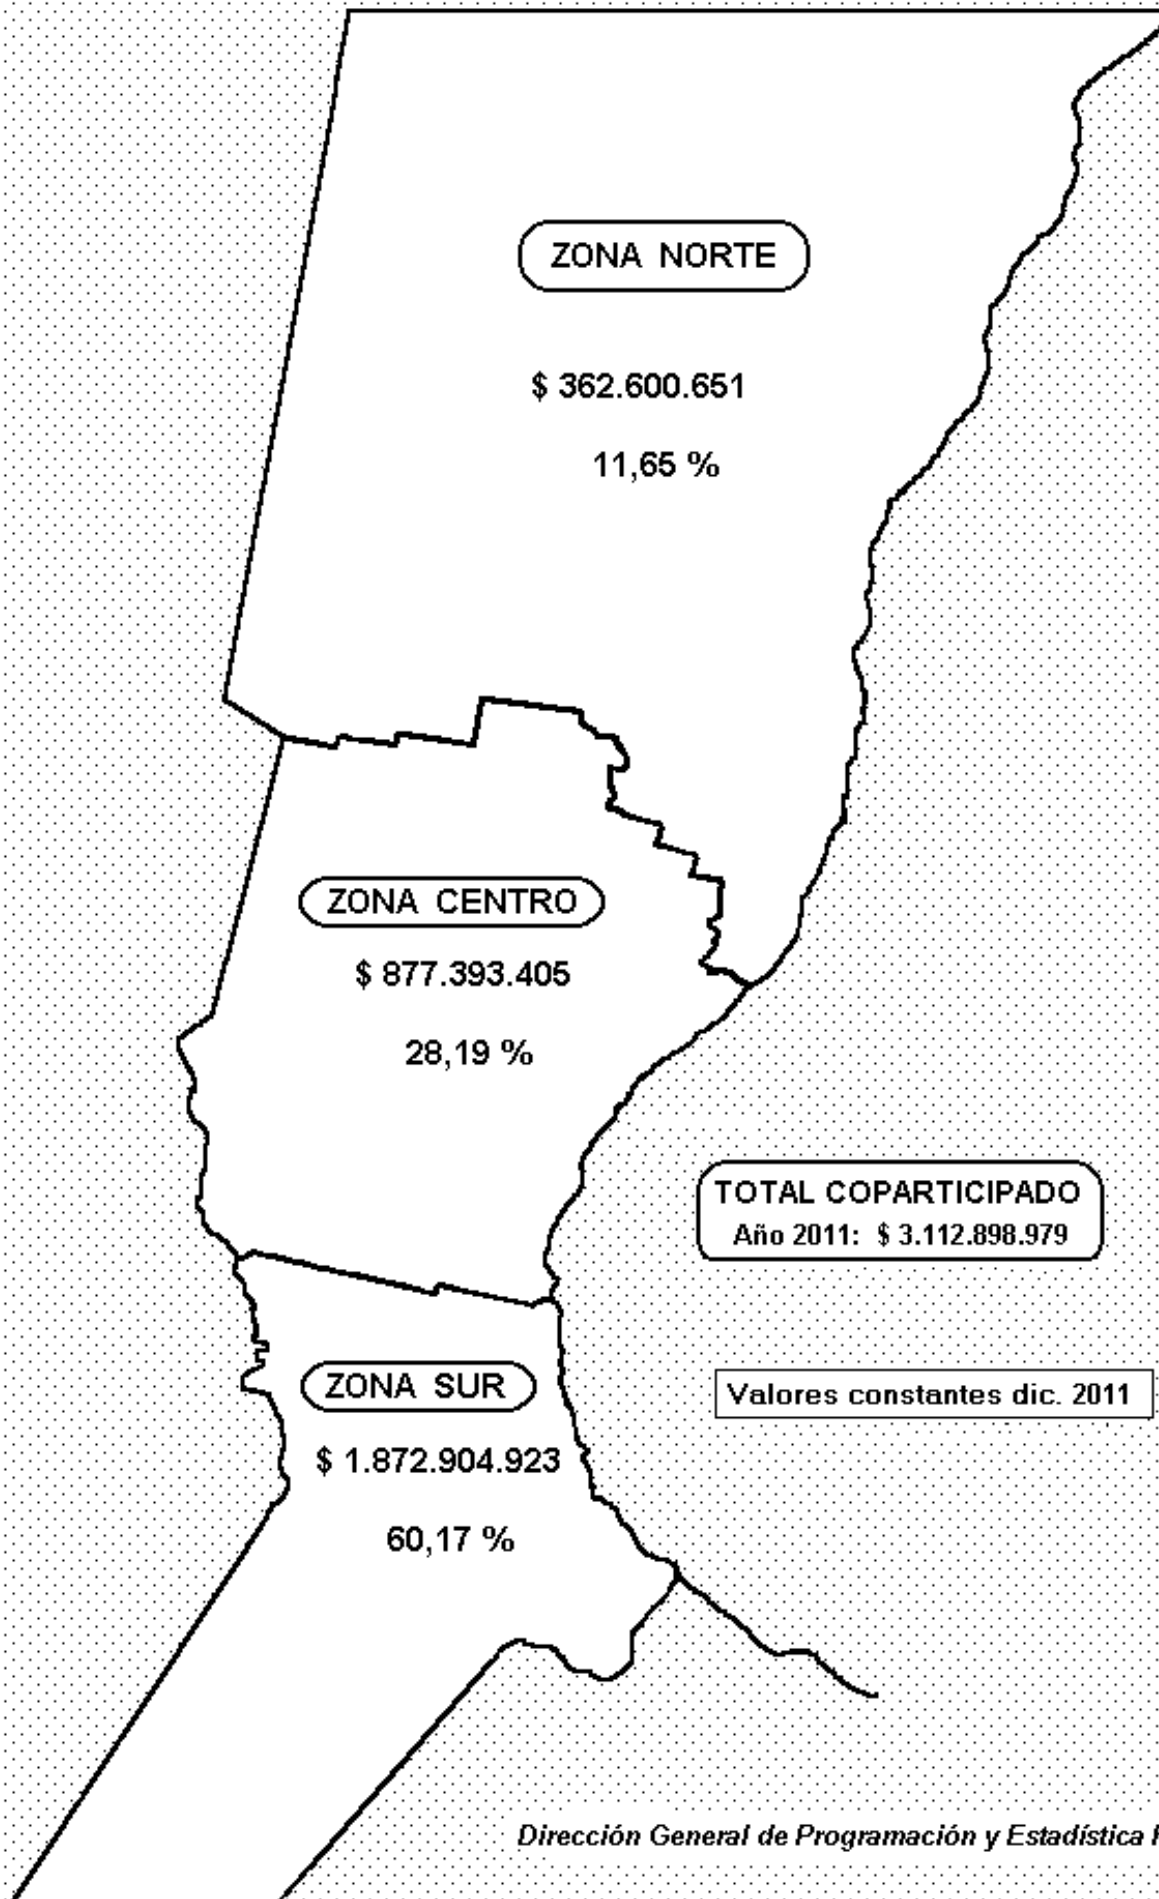 ZONA NORTE
$ 362.600.651
11,65 %
ZONA CENTRO
$ 877.393.405
28,19 %
TOTAL COPARTICIPADO
Año 2011: $ 3.112.898.979
ZONA SUR
Valores constantes dic. 2011
$ 1.872.904.923
60,17 %
Dirección General de Programación y Estadística